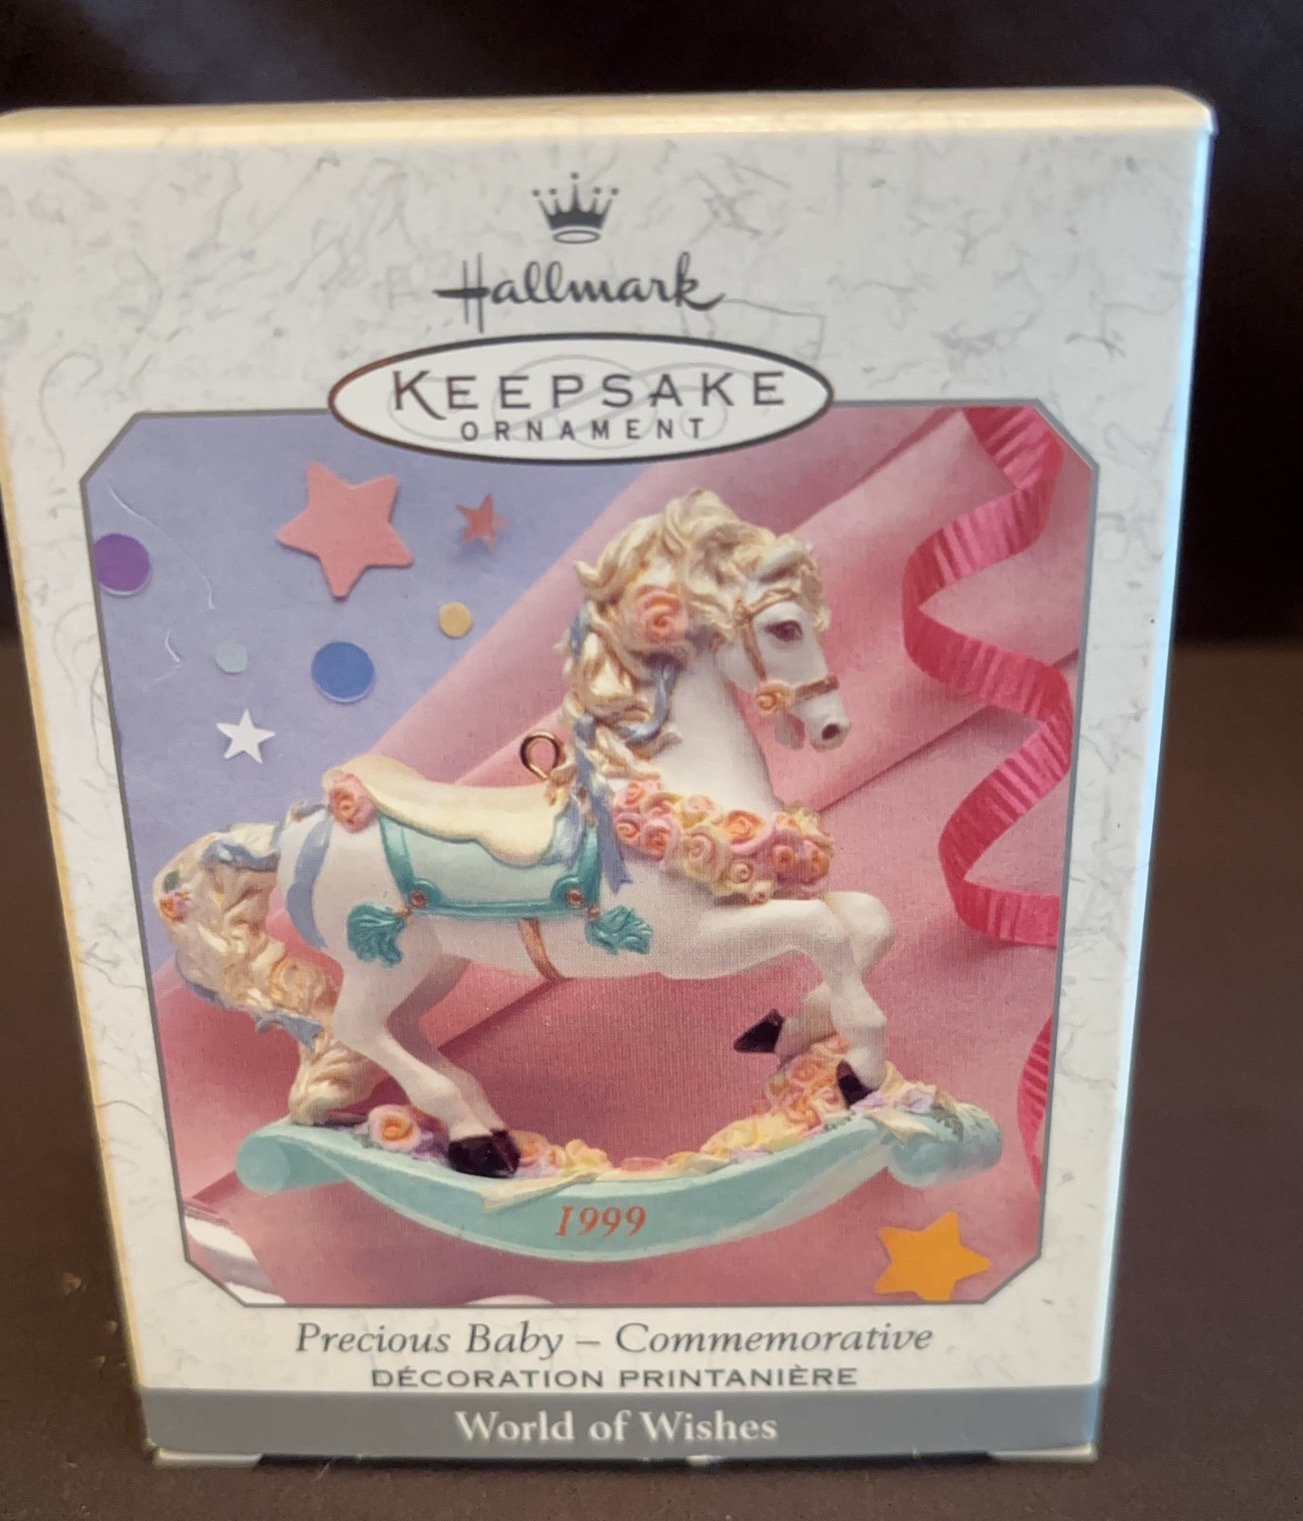 Hallmark
KEEPSAKE
ORNAMENT
1999
Precious Baby – Commemorative
DÉCORATION PRINTANIÈRE
World of Wishes